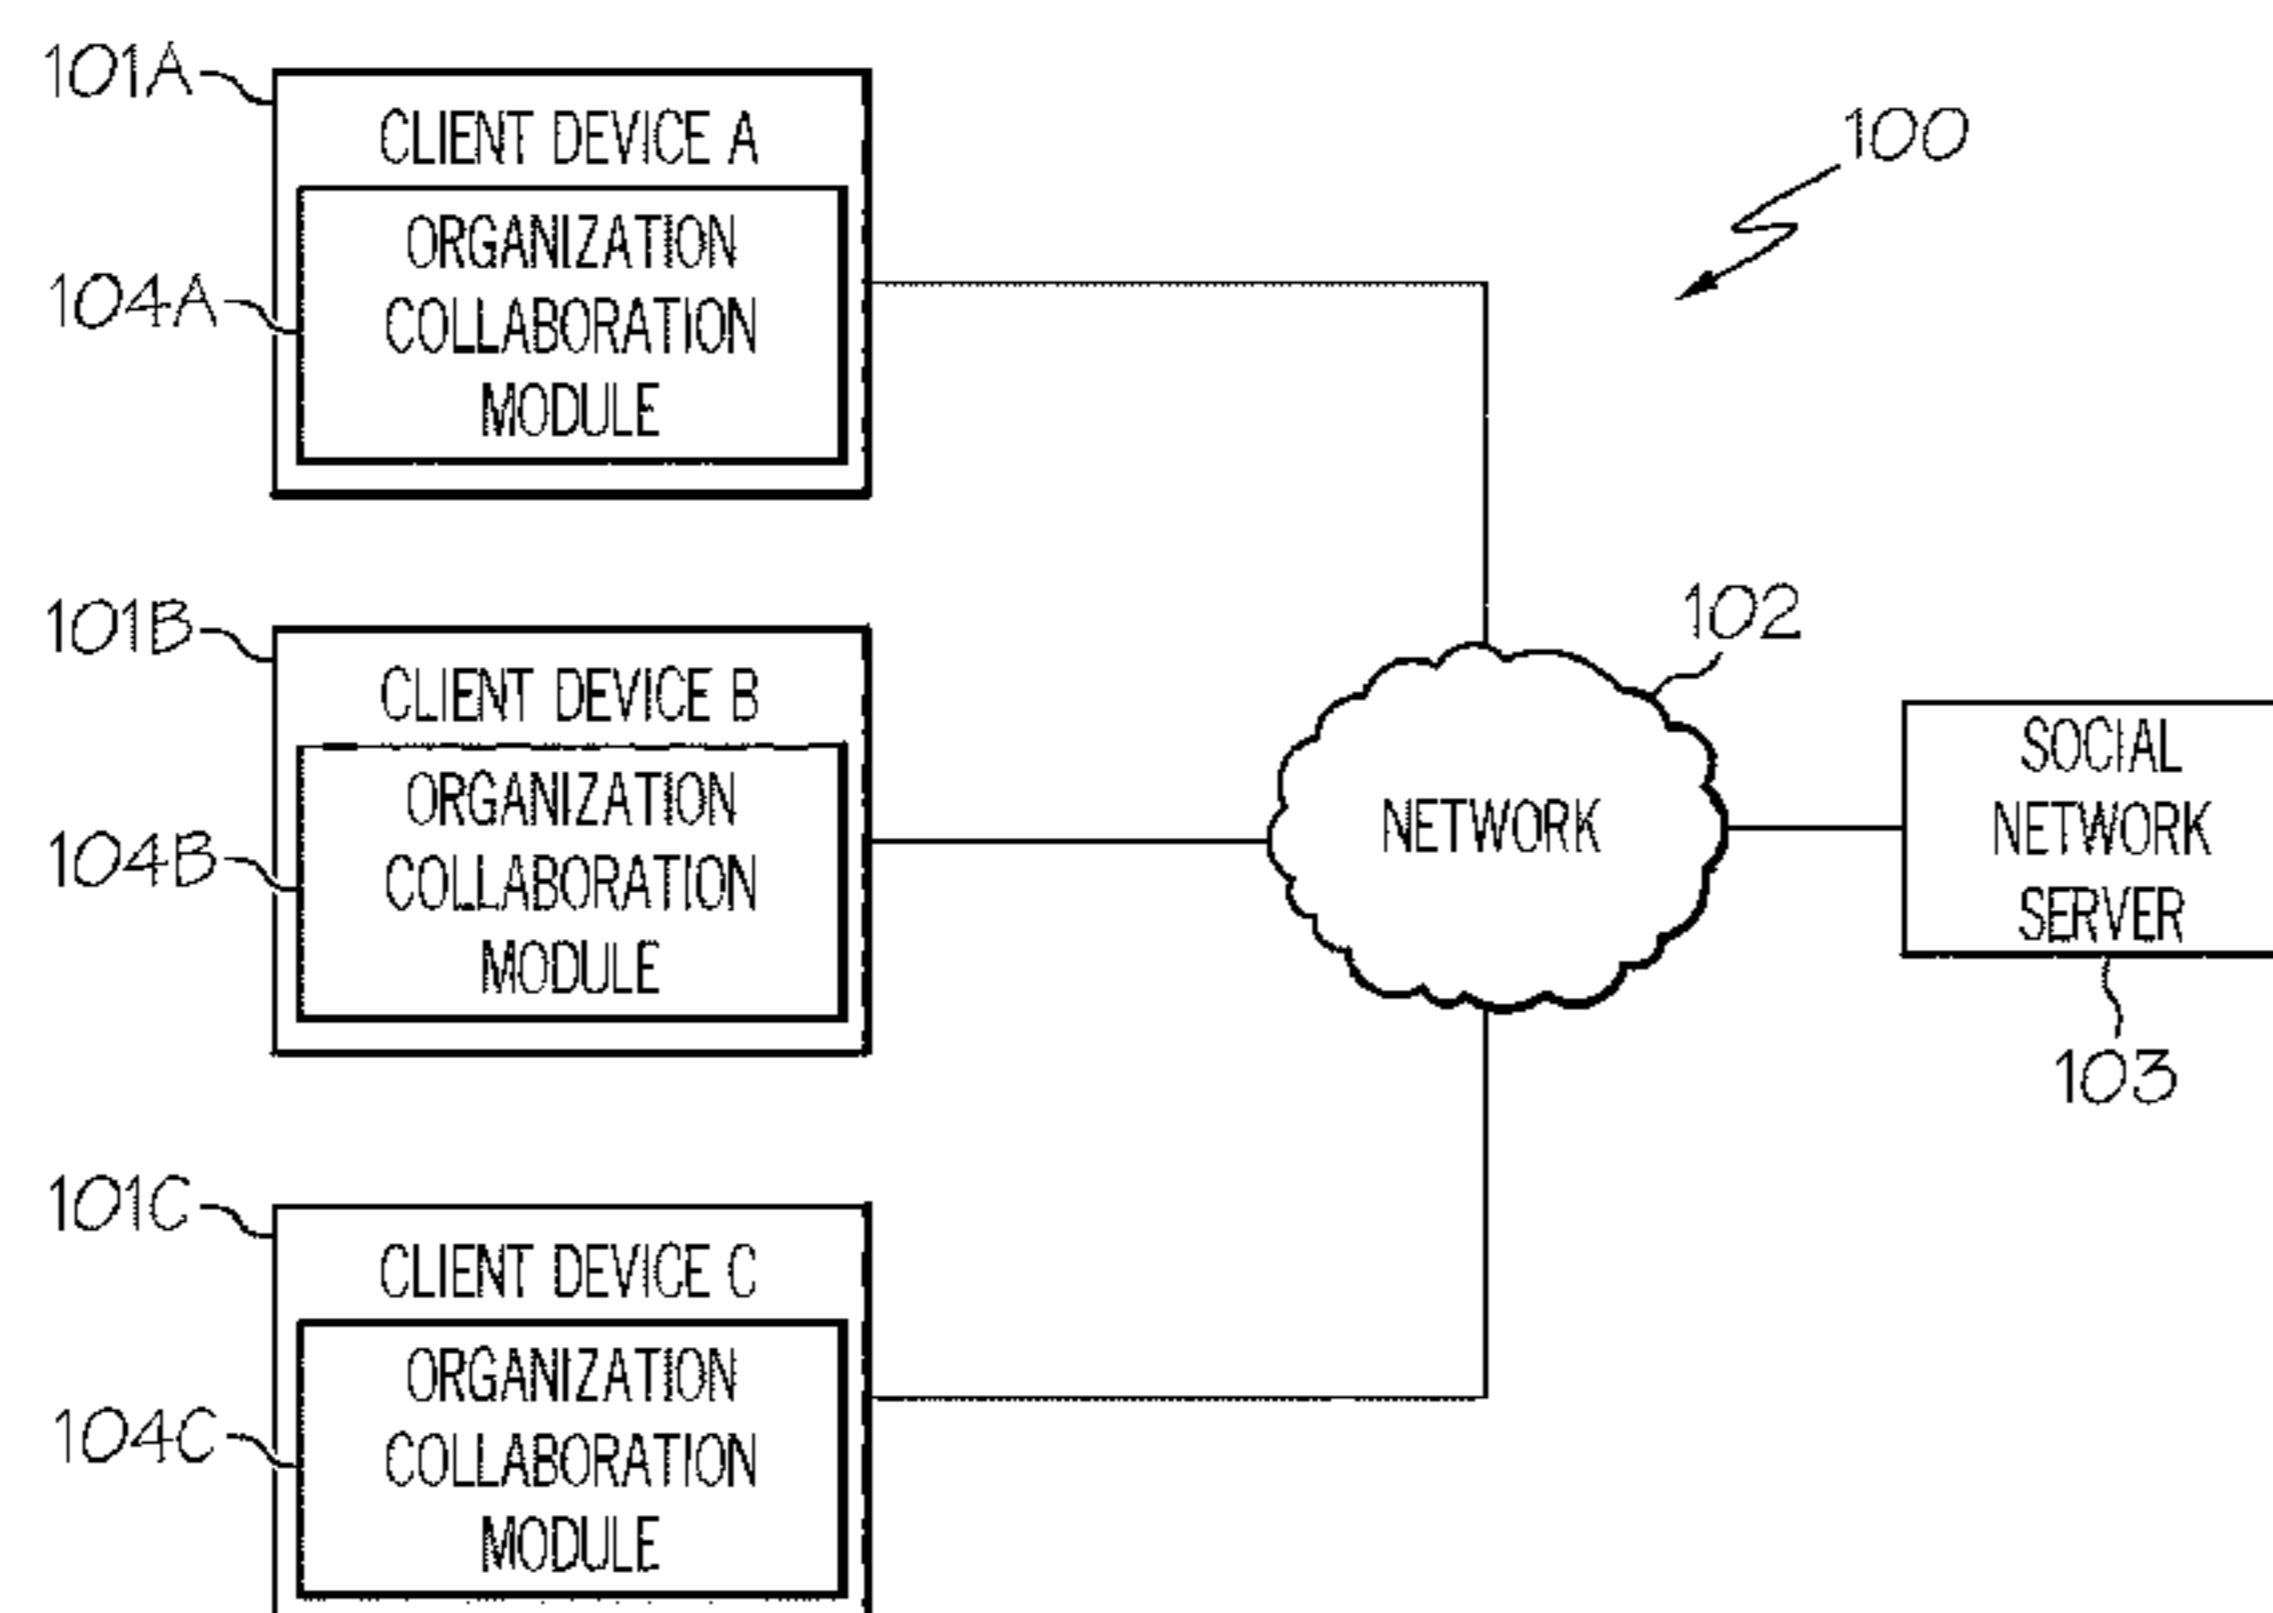 101A
CLIENT DEVICE A
104A
ORGANIZATION
COLLABORATION
MODULE
100
101B
CLIENT DEVICE B
104B
ORGANIZATION
COLLABORATION
MODULE
102
NETWORK
SOCIAL
NETWORK
SERVER
103
101C
CLIENT DEVICE C
104C
ORGANIZATION
COLLABORATION
MODULE